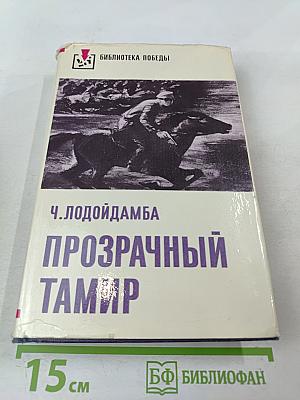 БИБЛИОТЕКА ПОБЕДЫ
Ч.ЛОДОЙДАМБА
ПРОЗРАЧНЫЙ
ТАМИР
15 см
БФ БИБЛИОФАН